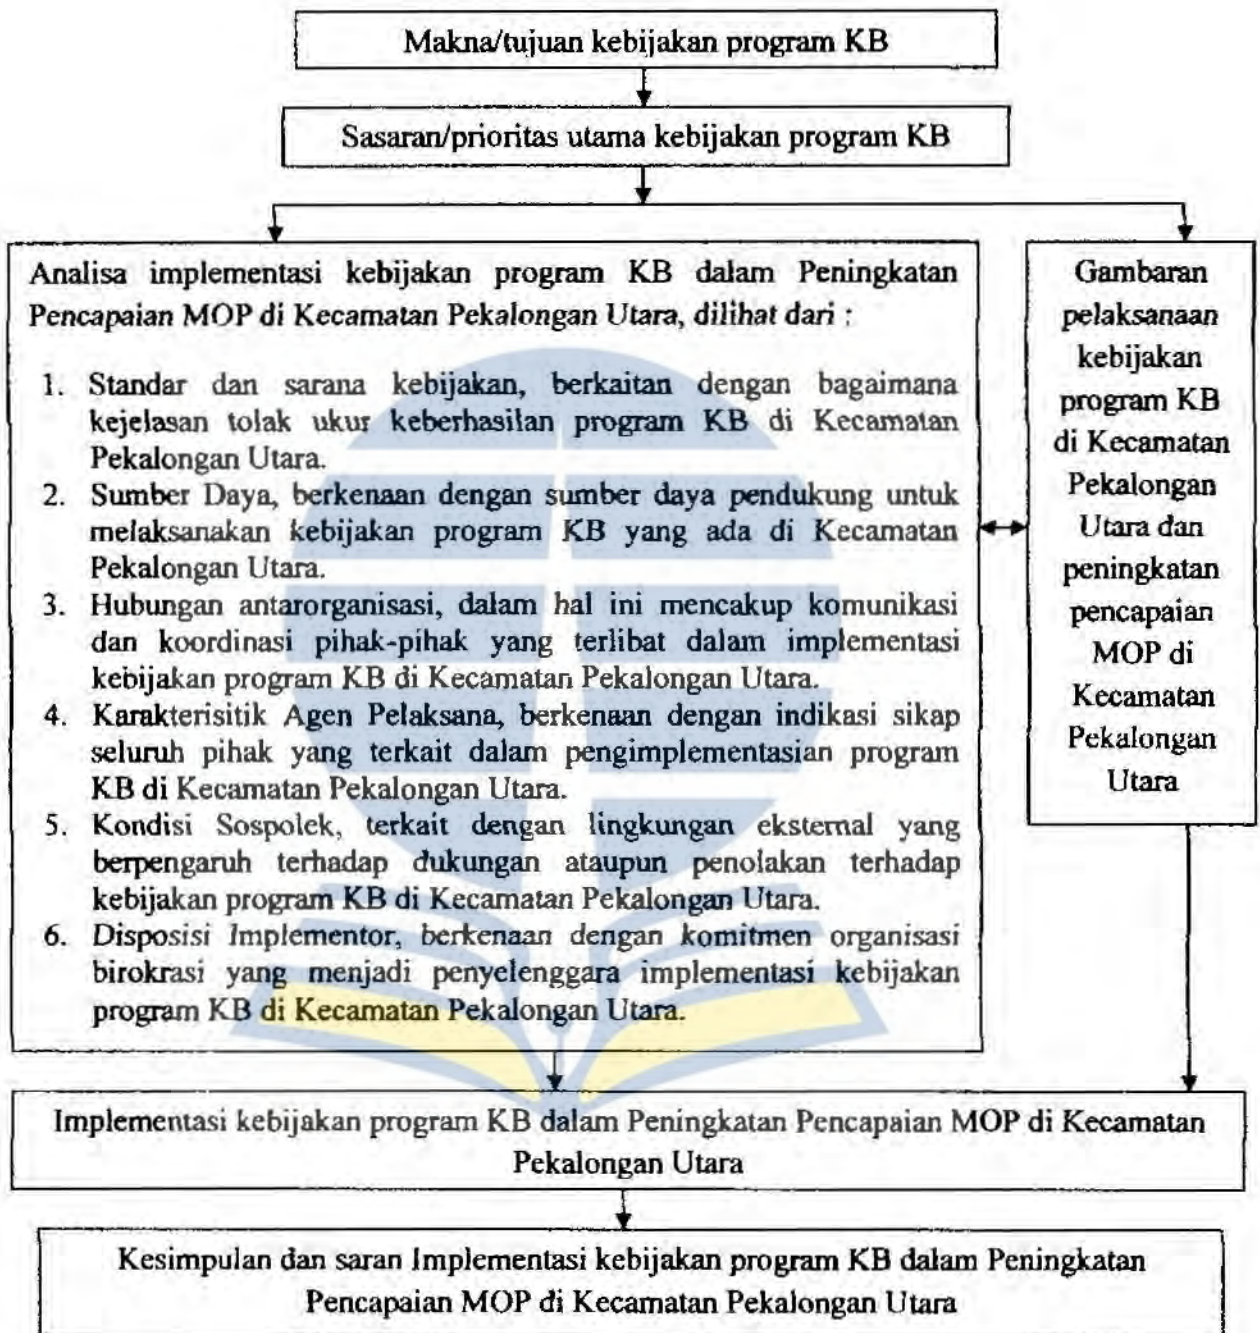 Makna/tujuan kebijakan program KB
Sasaran/prioritas utama kebijakan program KB
Analisa implementasi kebijakan program KB dalam Peningkatan
Pencapaian MOP di Kecamatan Pekalongan Utara, dilihat dari :
1. Standar dan sarana kebijakan, berkaitan dengan bagaimana
kejelasan tolak ukur keberhasilan program KB di Kecamatan
Pekalongan Utara.
2. Sumber Daya, berkenaan dengan sumber daya pendukung untuk
melaksanakan kebijakan program KB yang ada di Kecamatan
Pekalongan Utara.
3. Hubungan antarorganisasi, dalam hal ini mencakup komunikasi
dan koordinasi pihak-pihak yang terlibat dalam implementasi
kebijakan program KB di Kecamatan Pekalongan Utara.
4. Karakterisitik Agen Pelaksana, berkenaan dengan indikasi sikap
seluruh pihak yang terkait dalam pengimplementasian program
KB di Kecamatan Pekalongan Utara.
5. Kondisi Sospolek, terkait dengan lingkungan eksternal yang
berpengaruh terhadap dukungan ataupun penolakan terhadap
kebijakan program KB di Kecamatan Pekalongan Utara.
6. Disposisi Implementor, berkenaan dengan komitmen organisasi
birokrasi yang menjadi penyelenggara implementasi kebijakan
program KB di Kecamatan Pekalongan Utara.
Gambaran
pelaksanaan
kebijakan
program KB
di Kecamatan
Pekalongan
Utara dan
peningkatan
pencapaian
MOP di
Kecamatan
Pekalongan
Utara
Implementasi kebijakan program KB dalam Peningkatan Pencapaian MOP di Kecamatan
Pekalongan Utara
Kesimpulan dan saran Implementasi kebijakan program KB dalam Peningkatan
Pencapaian MOP di Kecamatan Pekalongan Utara